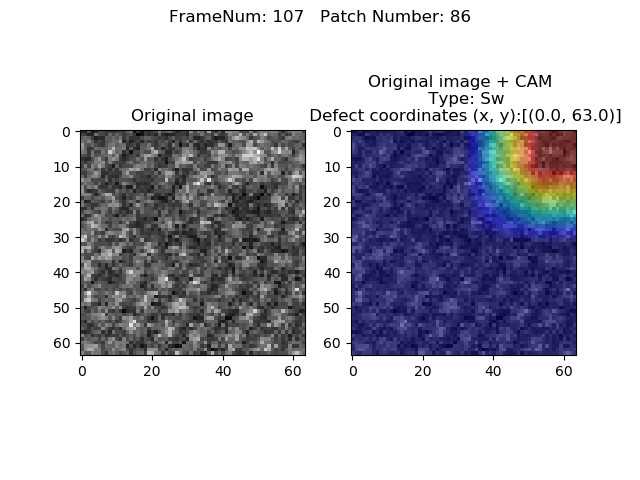 FrameNum: 107   Patch Number: 86
Original image
0
10
20
30
40
50
60
0 20 40 60
Original image + CAM
Type: Sw
Defect coordinates (x, y):[(0.0, 63.0)]
0
10
20
30
40
50
60
0 20 40 60